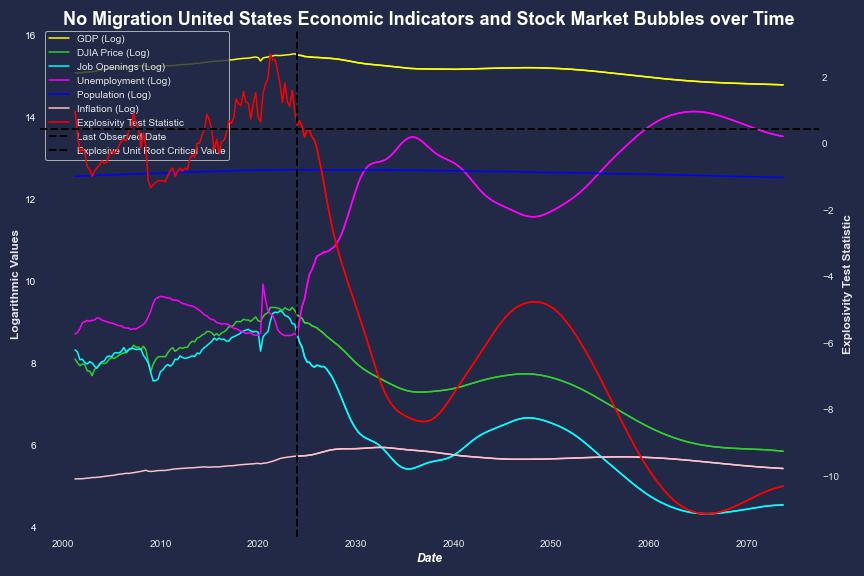 No Migration United States Economic Indicators and Stock Market Bubbles over Time
GDP (Log)
DJIA Price (Log)
Job Openings (Log)
Unemployment (Log)
Population (Log)
Inflation (Log)
Explosivity Test Statistic
Last Observed Date
Explosive Unit Root Critical Value
16
14
12
10
8
6
4
Logarithmic Values
2
0
−2
−4
−6
−8
−10
Explosivity Test Statistic
2000
2010
2020
2030
2040
2050
2060
2070
Date